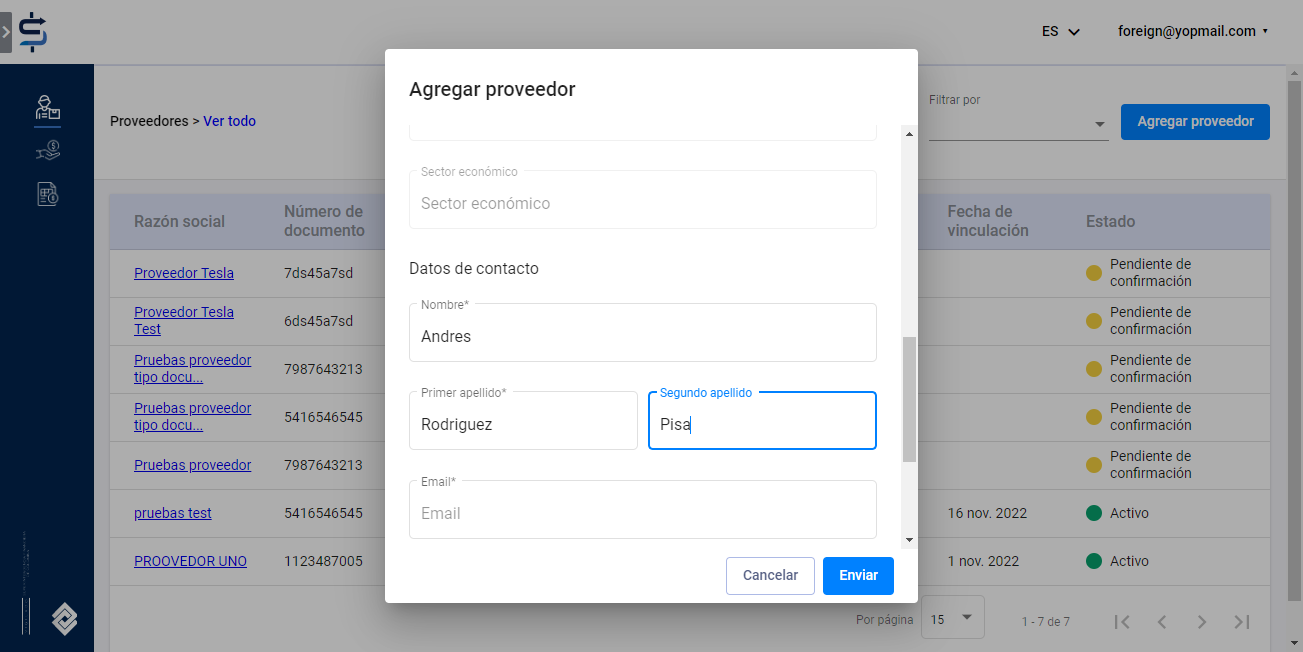 ES
foreign@yopmail.com
Agregar proveedor
Proveedores > Ver todo
Filtrar por
Agregar proveedor
Sector económico
Sector económico
Datos de contacto
Nombre*
Andres
Primer apellido*
Rodriguez
Segundo apellido
Pisa
Email*
Email
Cancelar
Enviar
Razón social
Número de
documento
Fecha de
vinculación
Estado
Proveedor Tesla
7ds45a7sd
Pendiente de
confirmación
Proveedor Tesla
Test
6ds45a7sd
Pendiente de
confirmación
Pruebas proveedor
tipo docu...
7987643213
Pendiente de
confirmación
Pruebas proveedor
tipo docu...
5416546545
Pendiente de
confirmación
Pruebas proveedor
7987643213
Pendiente de
confirmación
pruebas test
5416546545
16 nov. 2022
Activo
PROOVEDOR UNO
1123487005
1 nov. 2022
Activo
Por página
15
1 - 7 de 7